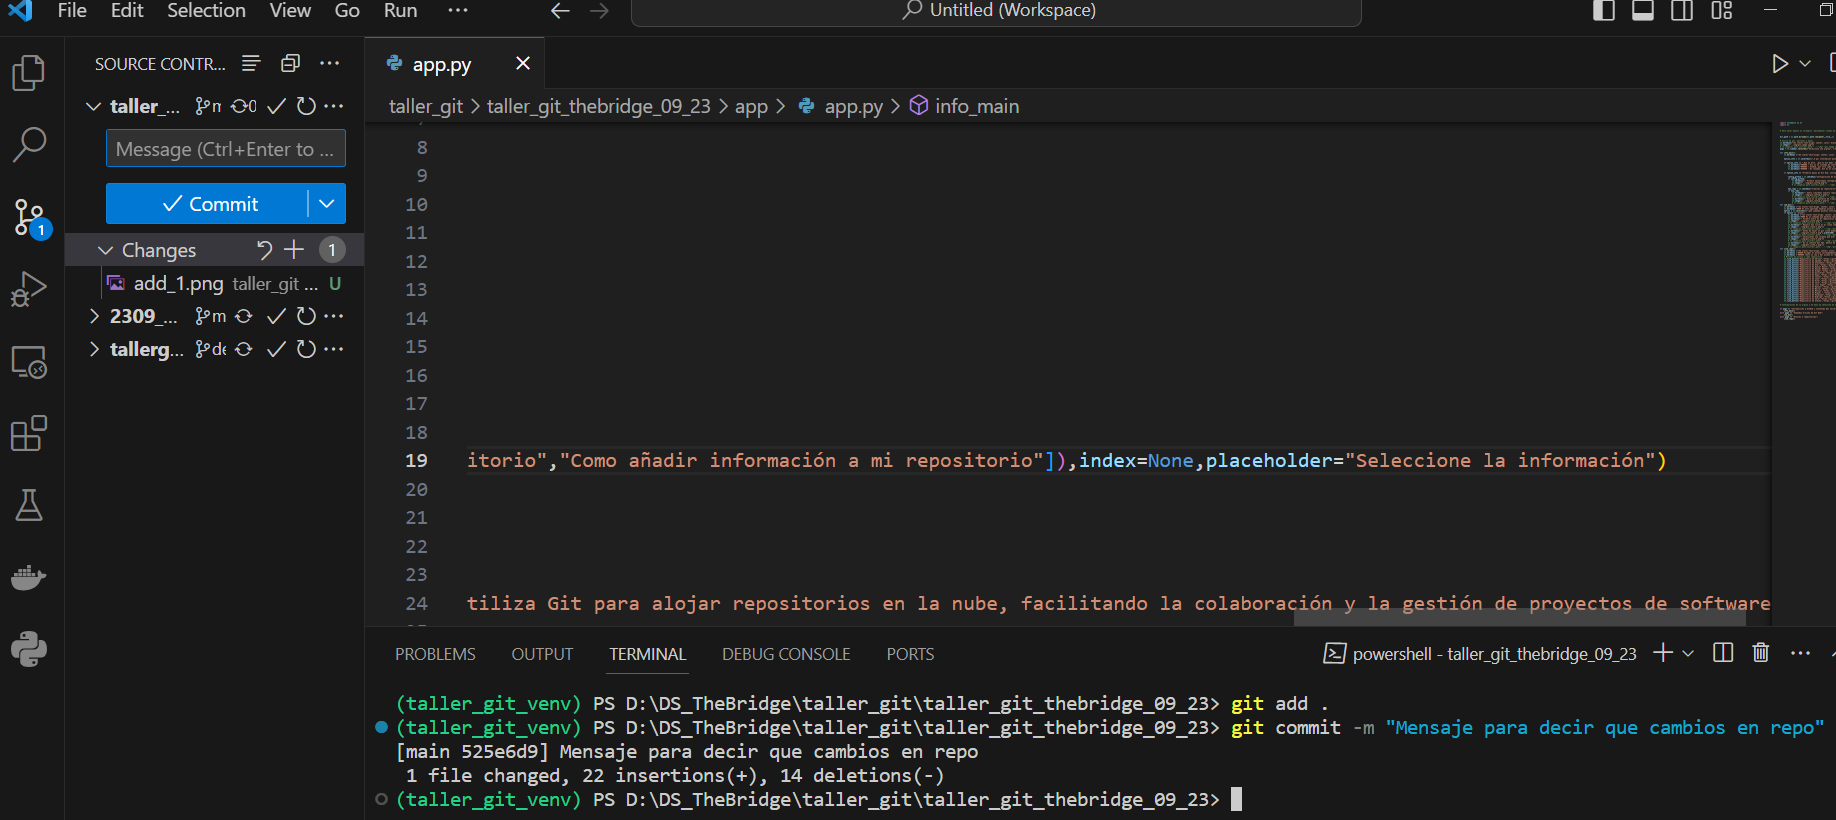 File Edit Selection View Go Run ···
Untitled (Workspace)
SOURCE CONTR...
taller_... m 0
Message (Ctrl+Enter to ...
Commit
1
Changes 1
add_1.png taller_git ... U
2309_... m
tallerg... de
app.py
taller_git > taller_git_thebridge_09_23 > app > app.py > info_main
8
9
10
11
12
13
14
15
16
17
18
19 itorio","Como añadir información a mi repositorio"]),index=None,placeholder="Seleccione la información")
20
21
22
23
24 tiliza Git para alojar repositorios en la nube, facilitando la colaboración y la gestión de proyectos de software
PROBLEMS OUTPUT TERMINAL DEBUG CONSOLE PORTS
powershell - taller_git_thebridge_09_23
(taller_git_venv) PS D:\DS_TheBridge\taller_git\taller_git_thebridge_09_23> git add .
(taller_git_venv) PS D:\DS_TheBridge\taller_git\taller_git_thebridge_09_23> git commit -m "Mensaje para decir que cambios en repo"
[main 525e6d9] Mensaje para decir que cambios en repo
1 file changed, 22 insertions(+), 14 deletions(-)
(taller_git_venv) PS D:\DS_TheBridge\taller_git\taller_git_thebridge_09_23>